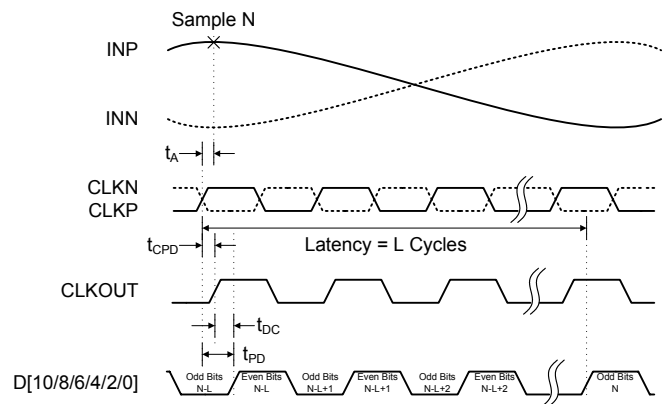 Sample N
INP
INN
tA
CLKN
CLKP
tCPD
Latency = L Cycles
CLKOUT
tDC
tPD
D[10/8/6/4/2/0]
Odd Bits
N-L
Even Bits
N-L
Odd Bits
N-L+1
Even Bits
N-L+1
Odd Bits
N-L+2
Even Bits
N-L+2
Odd Bits
N